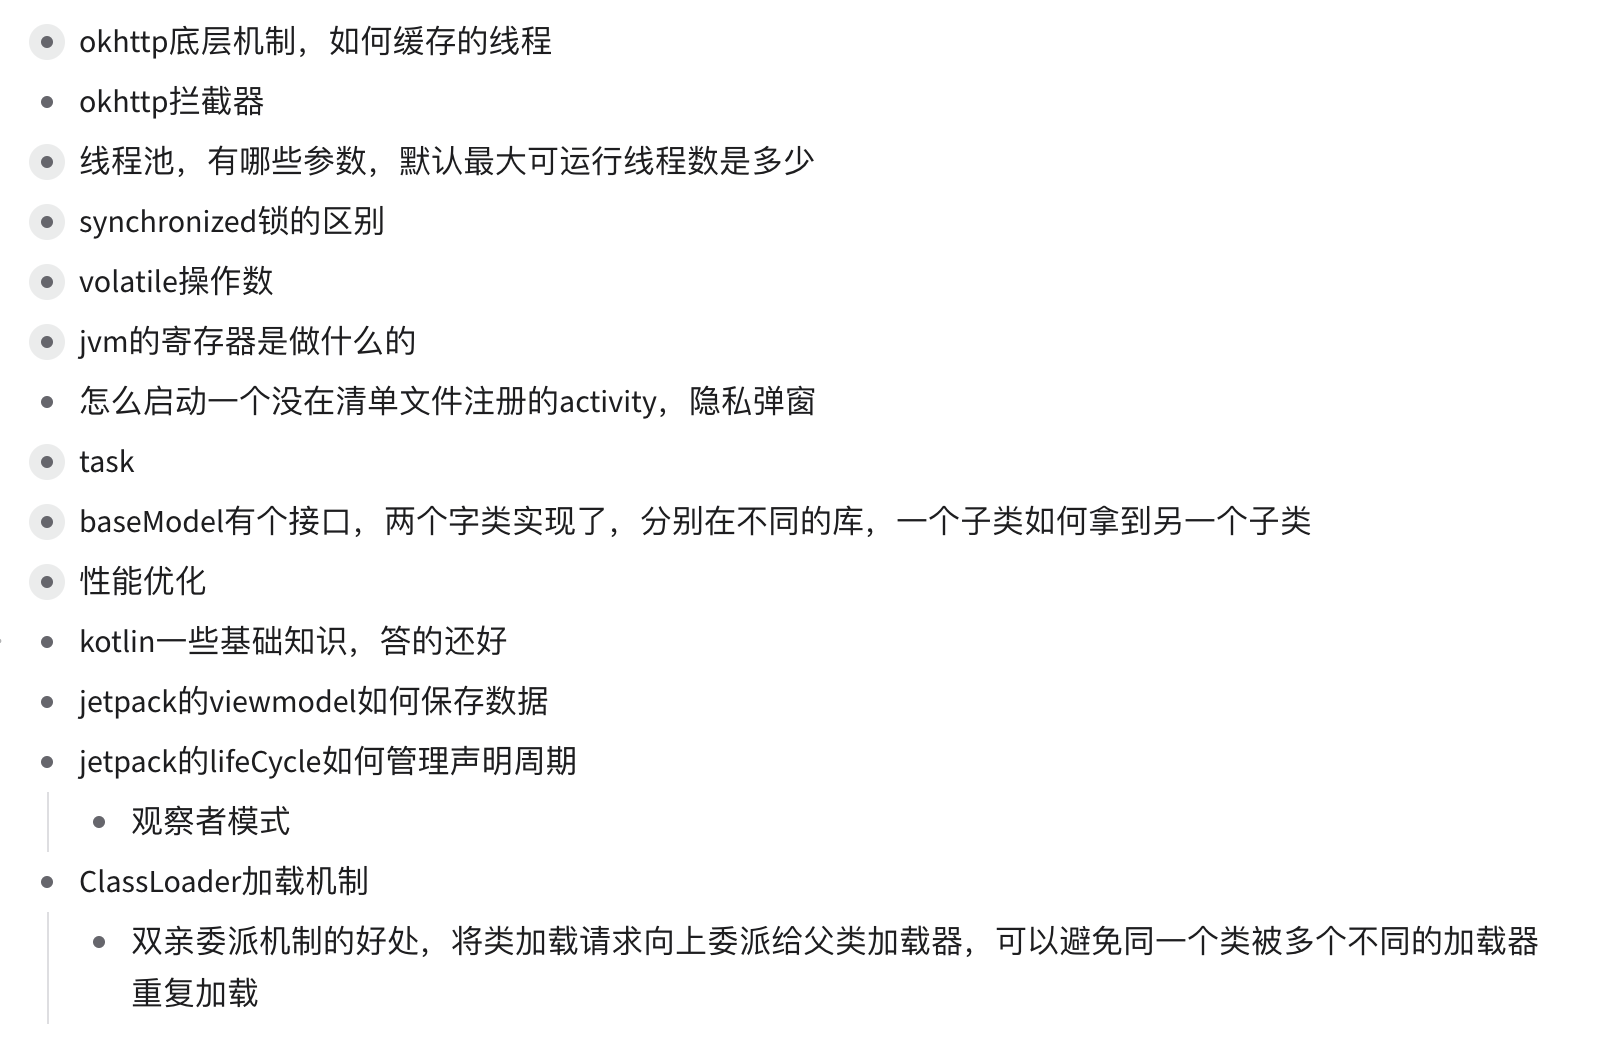 okhttp底层机制，如何缓存的线程
okhttp拦截器
线程池，有哪些参数，默认最大可运行线程数是多少
synchronized锁的区别
volatile操作数
jvm的寄存器是做什么的
怎么启动一个没在清单文件注册的activity，隐私弹窗
task
baseModel有个接口，两个字类实现了，分别在不同的库，一个子类如何拿到另一个子类
性能优化
kotlin一些基础知识，答的还好
jetpack的viewmodel如何保存数据
jetpack的lifeCycle如何管理声明周期
观察者模式
ClassLoader加载机制
双亲委派机制的好处，将类加载请求向上委派给父类加载器，可以避免同一个类被多个不同的加载器
重复加载